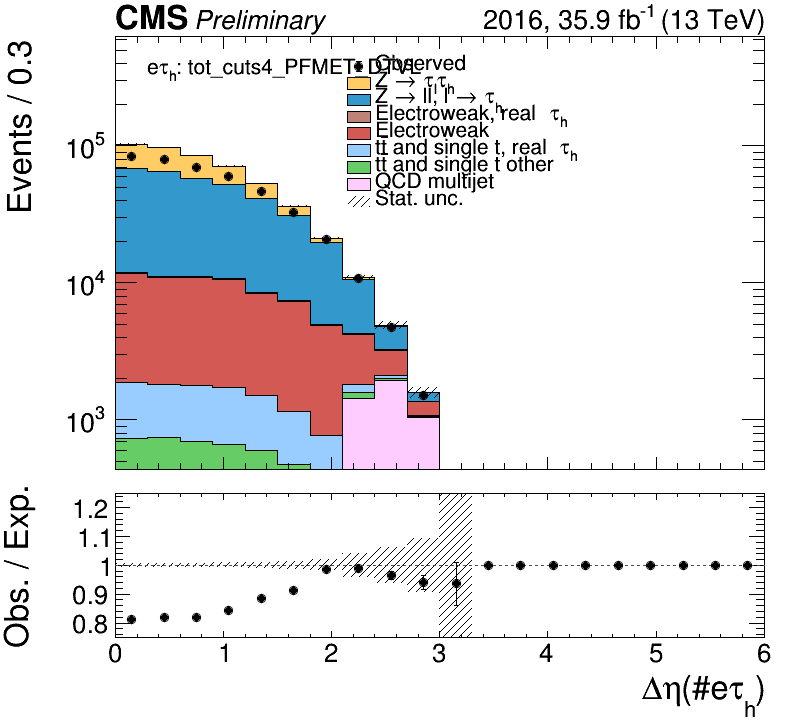 CMS Preliminary 2016, 35.9 fb⁻¹ (13 TeV)
eτₕ: tot_cuts4_PFMET
Observed
Z → τₗτₕ
Z → ll, l → τₕ
Electroweak, real τₕ
Electroweak
tt and single t, real τₕ
tt and single t other
QCD multijet
Stat. unc.
Events / 0.3
10⁵
10⁴
10³
Obs. / Exp.
1.2
1.1
1
0.9
0.8
0 1 2 3 4 5 6
Δη(#eτₕ)